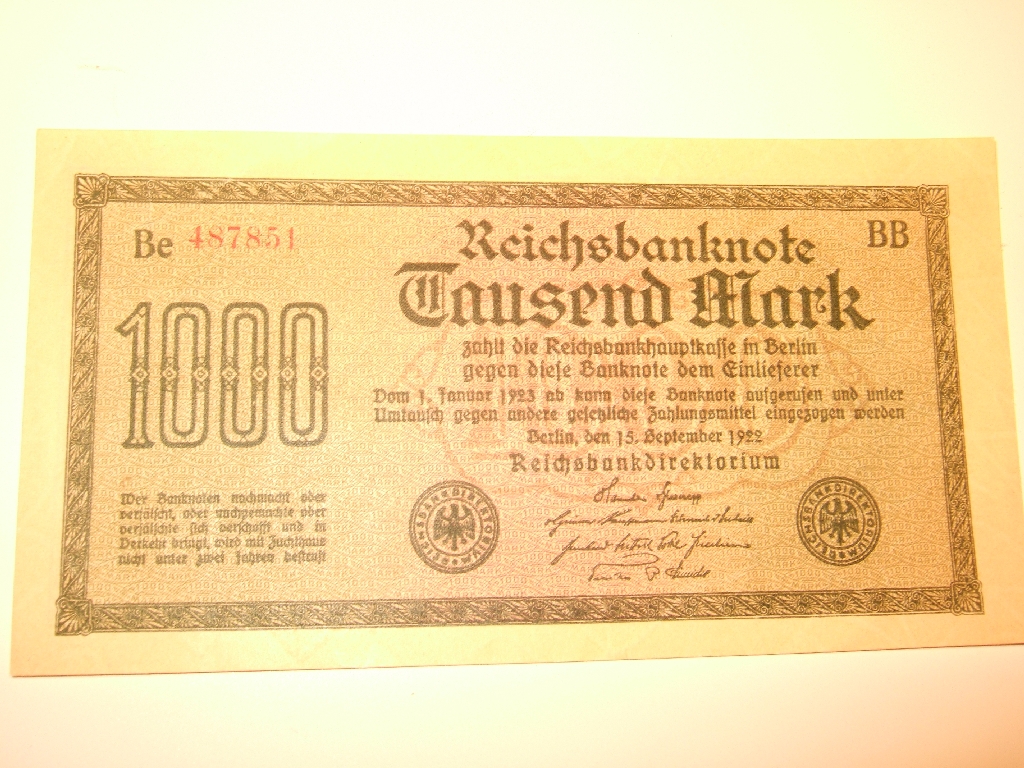 Be 487851
Reichsbanknote
BB
Tausend Mark
1000
zahlt die Reichsbankhauptkasse in Berlin
gegen diese Banknote dem Einlieferer
Vom 1. Januar 1923 ab kann diese Banknote aufgerufen und unter
Umtausch gegen andere gesetzliche Zahlungsmittel eingezogen werden
Berlin, den 15. September 1922
Reichsbankdirektorium
Wer Banknoten nachmacht oder
verfälscht, oder nachgemachte oder
verfälschte sich verschafft und in
Verkehr bringt, wird mit Zuchthaus
nicht unter zwei Jahren bestraft
REICHSBANKDIREKTORIUM
REICHSBANKDIREKTORIUM